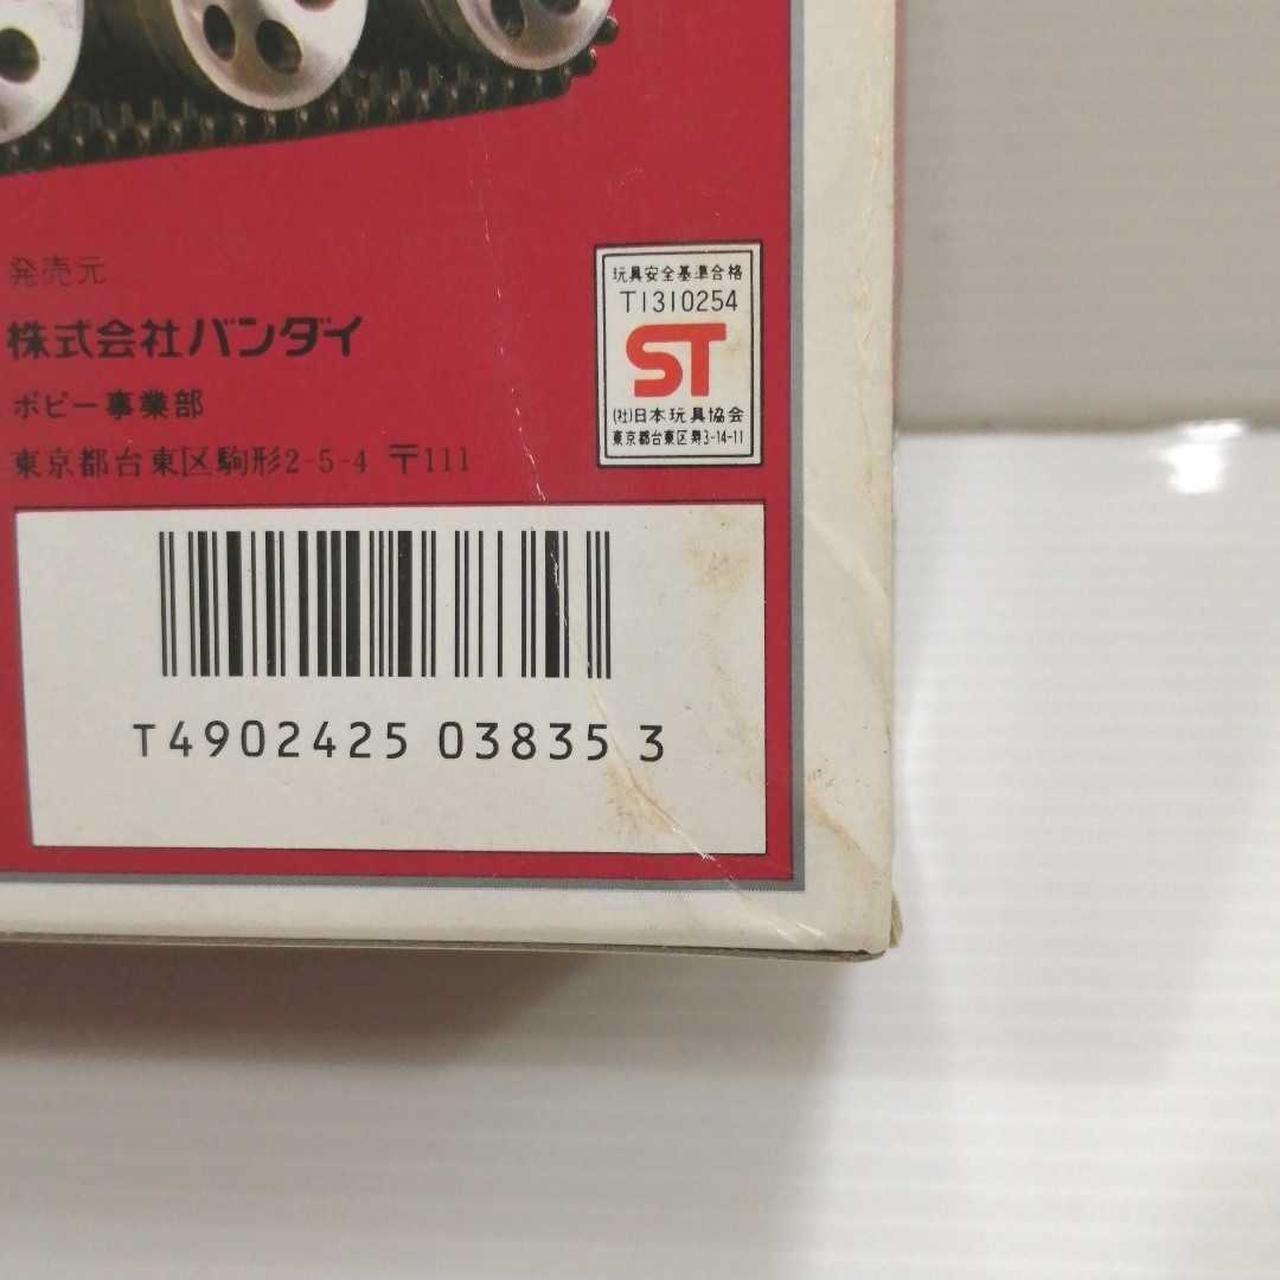 発売元
株式会社バンダイ
ポピー事業部
東京都台東区駒形2-5-4 〒111
玩具安全基準合格
T1310254
ST
(社)日本玩具協会
東京都台東区寿3-14-11
T4902425 03835 3